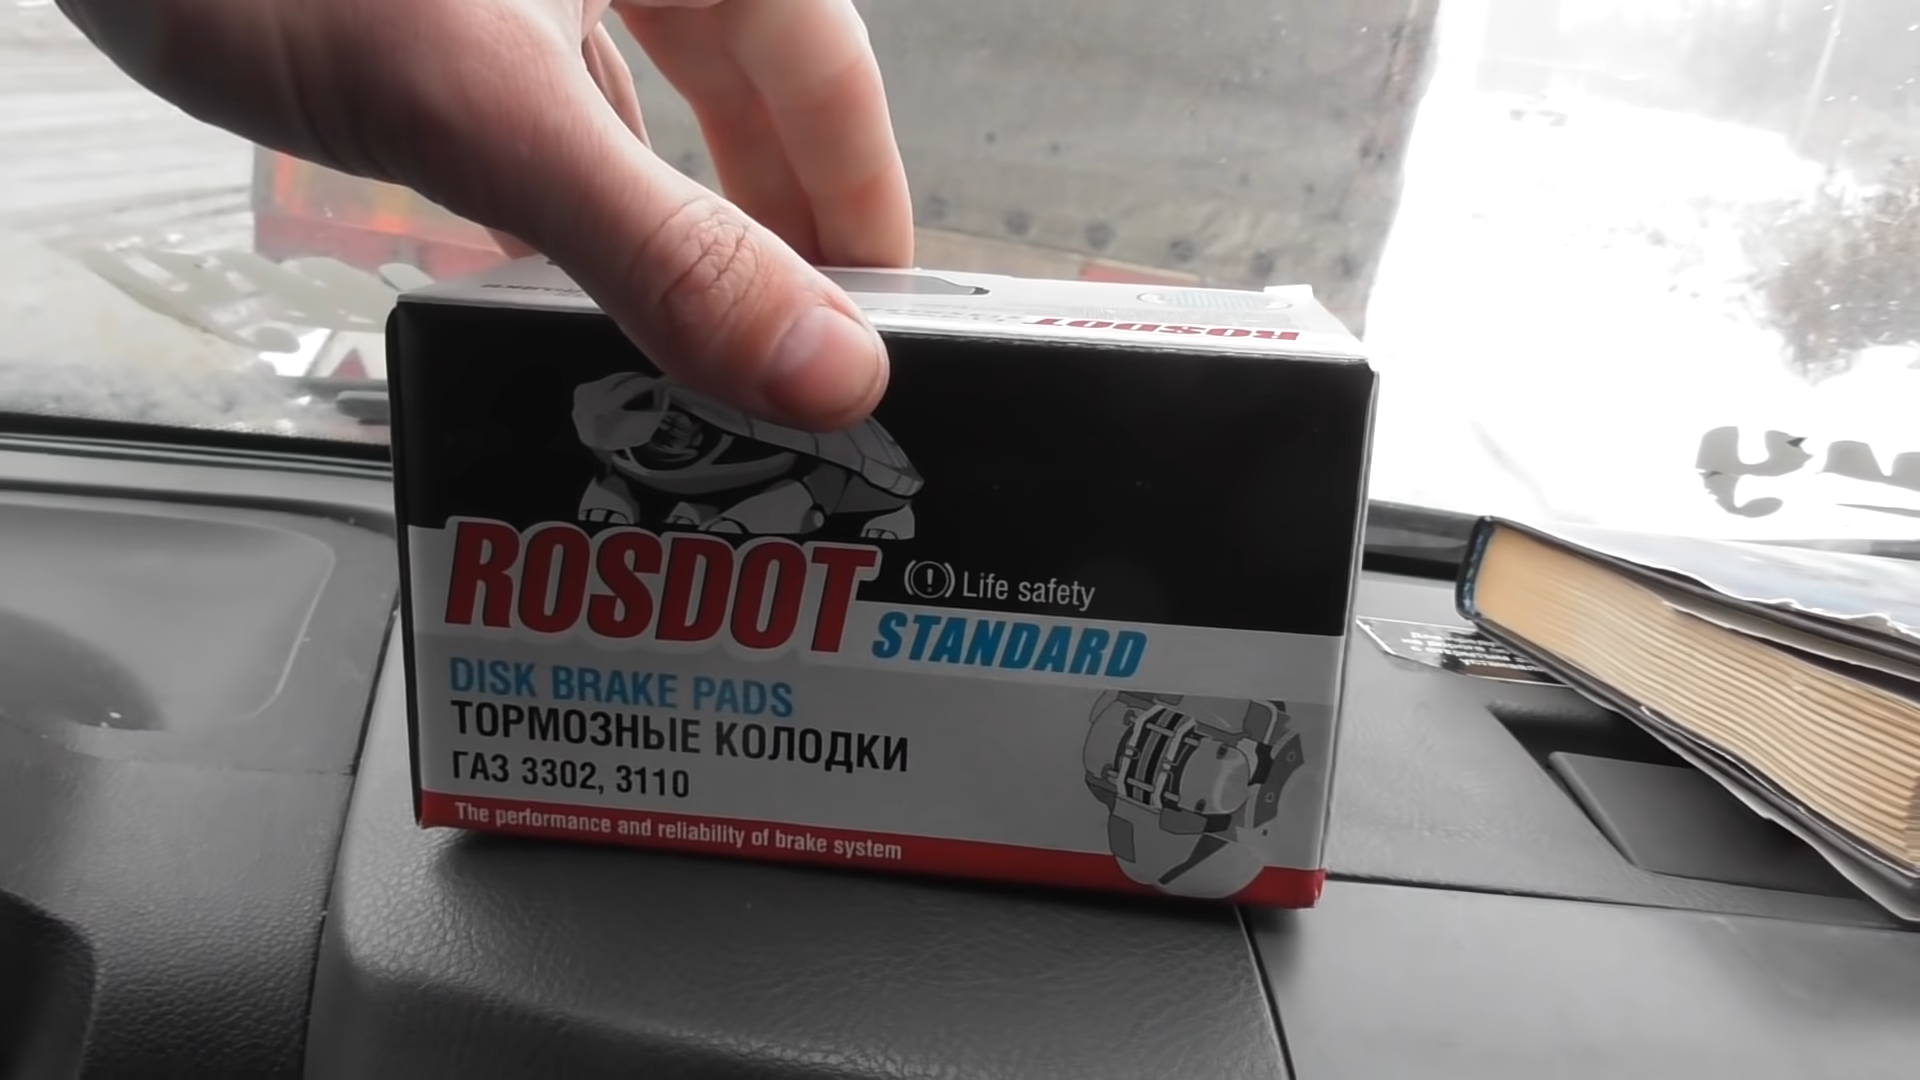 ROSDOT
ROSDOT
Life safety
STANDARD
DISK BRAKE PADS
ТОРМОЗНЫЕ КОЛОДКИ
ГАЗ 3302, 3110
The performance and reliability of brake system